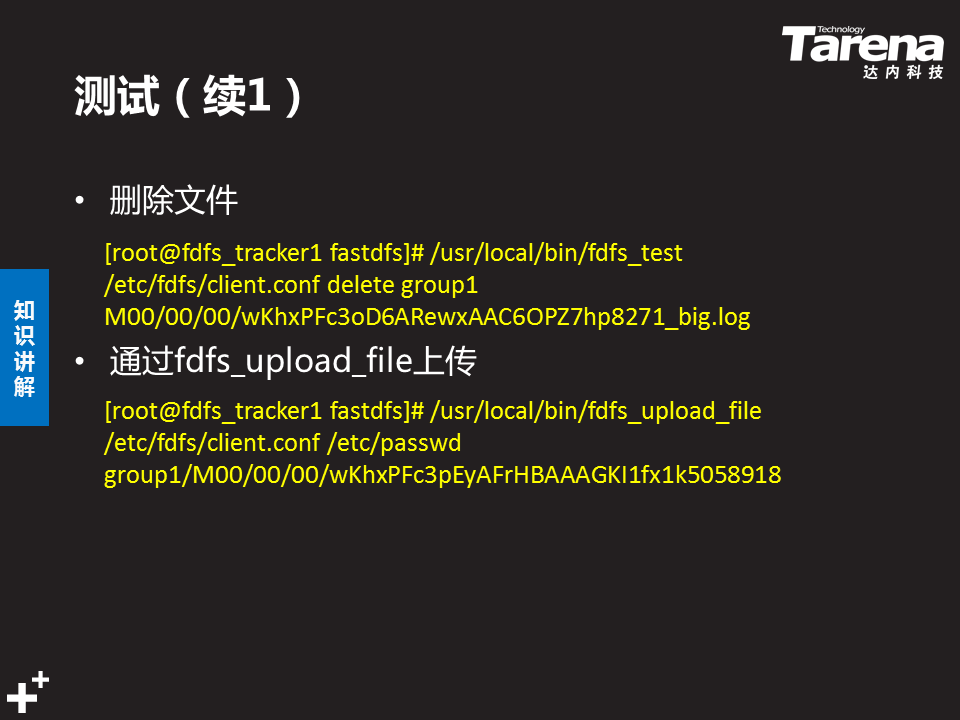 Technology
Tarena
达内科技
测试（续1）
• 删除文件
[root@fdfs_tracker1 fastdfs]# /usr/local/bin/fdfs_test
/etc/fdfs/client.conf delete group1
M00/00/00/wKhxPFc3oD6ARewxAAC6OPZ7hp8271_big.log
知识讲解
• 通过fdfs_upload_file上传
[root@fdfs_tracker1 fastdfs]# /usr/local/bin/fdfs_upload_file
/etc/fdfs/client.conf /etc/passwd
group1/M00/00/00/wKhxPFc3pEyAFrHBAAAGKI1fx1k5058918